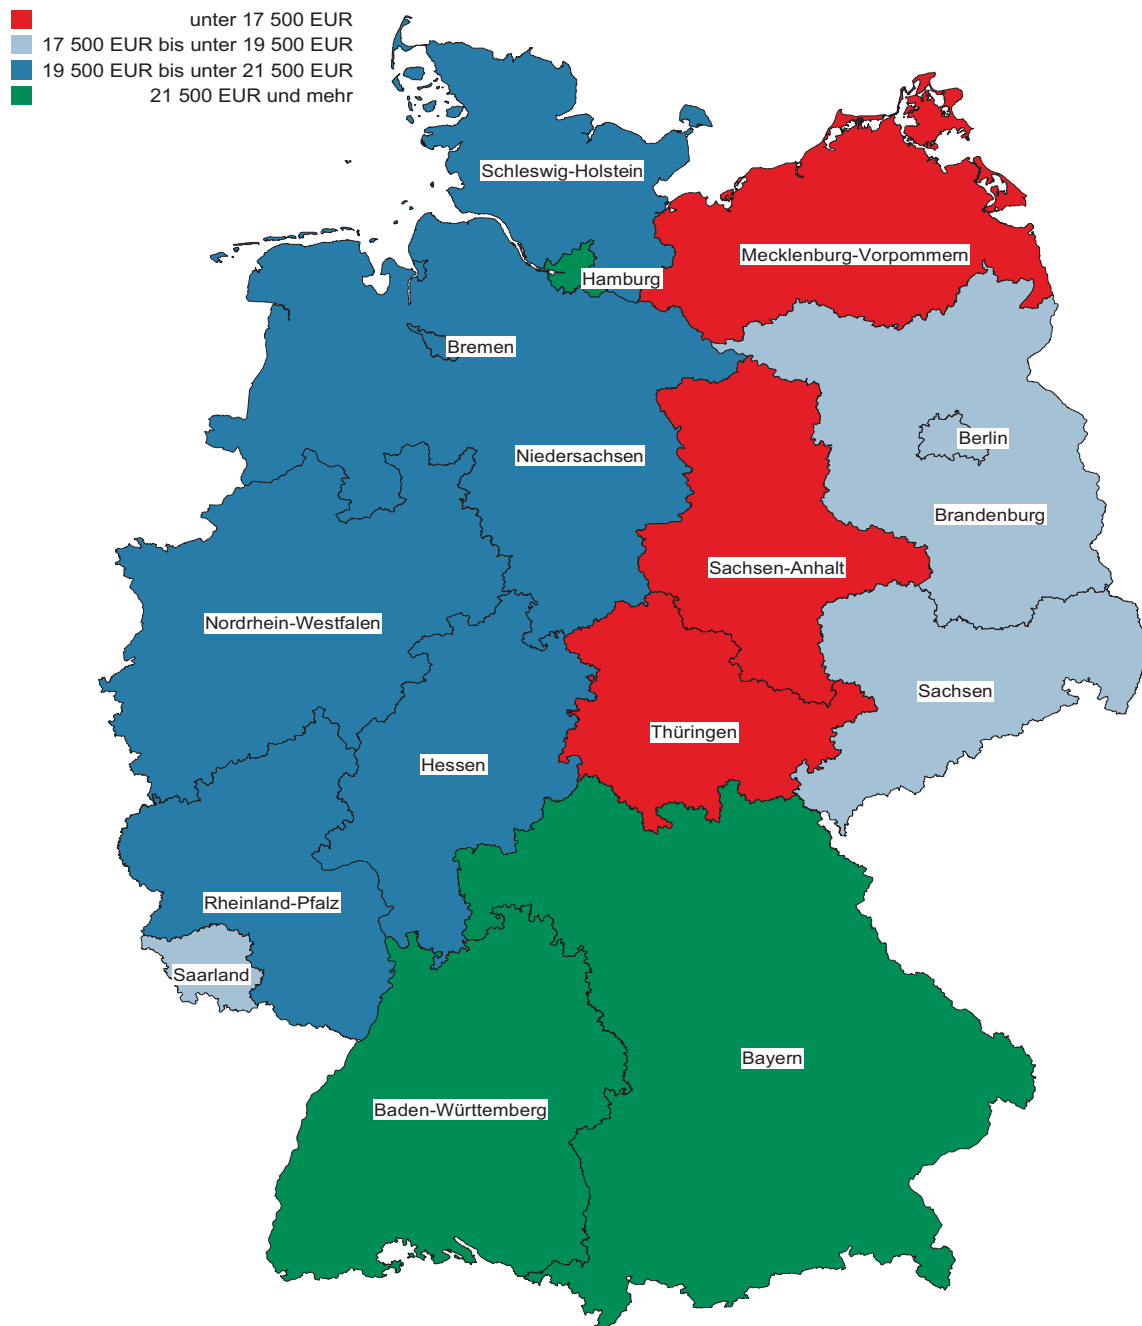 unter 17 500 EUR
17 500 EUR bis unter 19 500 EUR
19 500 EUR bis unter 21 500 EUR
21 500 EUR und mehr
Schleswig-Holstein
Mecklenburg-Vorpommern
Hamburg
Bremen
Berlin
Niedersachsen
Brandenburg
Sachsen-Anhalt
Nordrhein-Westfalen
Sachsen
Thüringen
Hessen
Rheinland-Pfalz
Saarland
Bayern
Baden-Württemberg